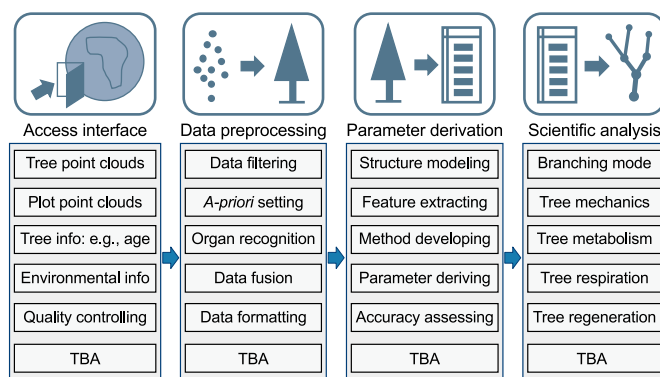 Access interface
Tree point clouds
Plot point clouds
Tree info: e.g., age
Environmental info
Quality controlling
TBA
Data preprocessing
Data filtering
A-priori setting
Organ recognition
Data fusion
Data formatting
TBA
Parameter derivation
Structure modeling
Feature extracting
Method developing
Parameter deriving
Accuracy assessing
TBA
Scientific analysis
Branching mode
Tree mechanics
Tree metabolism
Tree respiration
Tree regeneration
TBA